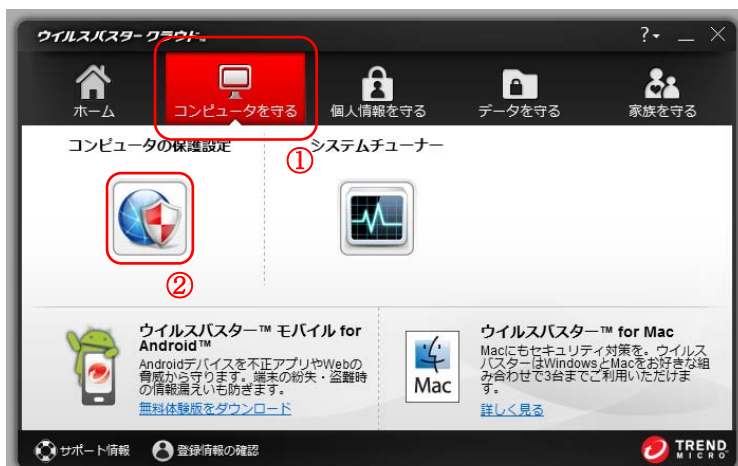 ウイルスバスター クラウド™
?
ホーム
コンピュータを守る
個人情報を守る
データを守る
家族を守る
コンピュータの保護設定
①
システムチューナー
②
ウイルスバスター™ モバイル for
Android™
Androidデバイスを不正アプリやWebの
脅威から守ります。端末の紛失・盗難時
の情報漏えいも防ぎます。
無料体験版をダウンロード
Mac
ウイルスバスター™ for Mac
Macにもセキュリティ対策を。ウイルス
バスターはWindowsとMacをお好きな組
み合わせで3台までご利用いただけま
す。
詳しく見る
サポート情報
登録情報の確認
TREND
MICRO